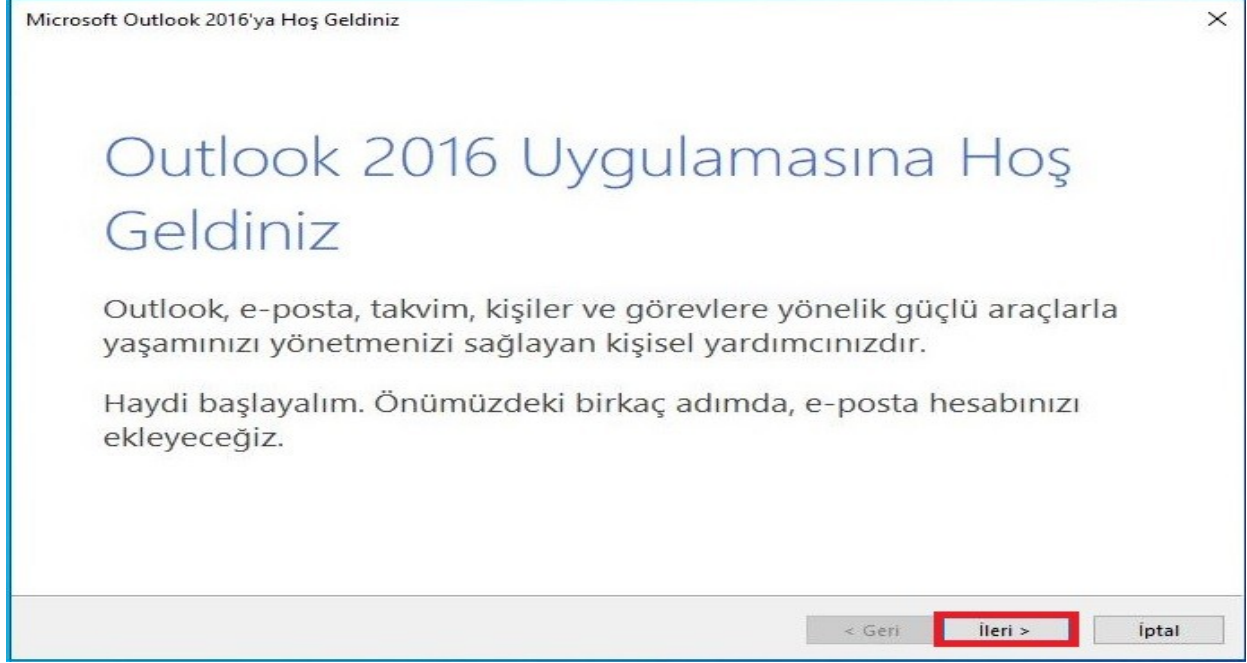 Microsoft Outlook 2016'ya Hoş Geldiniz
Outlook 2016 Uygulamasına Hoş
Geldiniz
Outlook, e-posta, takvim, kişiler ve görevlere yönelik güçlü araçlarla
yaşamınızı yönetmenizi sağlayan kişisel yardımcınızdır.
Haydi başlayalım. Önümüzdeki birkaç adımda, e-posta hesabınızı
ekleyeceğiz.
< Geri İleri > İptal